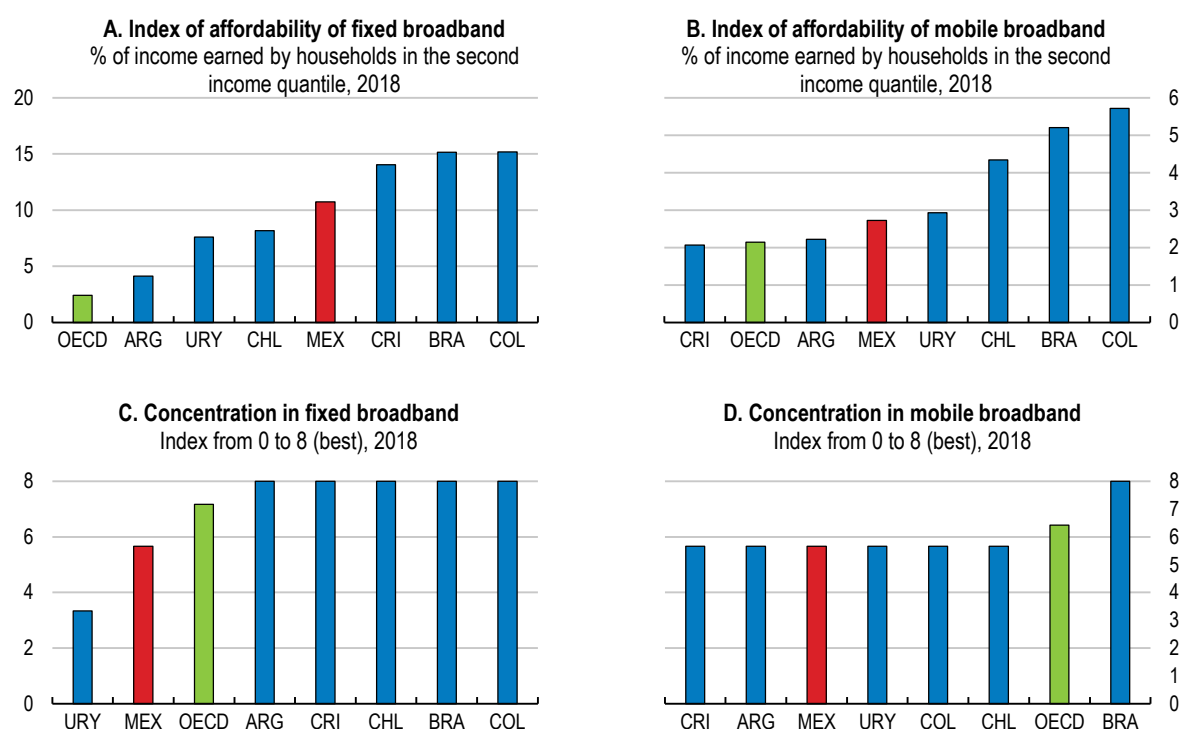 A. Index of affordability of fixed broadband
% of income earned by households in the second
income quantile, 2018
20
15
10
5
0
OECD ARG URY CHL MEX CRI BRA COL
B. Index of affordability of mobile broadband
% of income earned by households in the second
income quantile, 2018
6
5
4
3
2
1
0
CRI OECD ARG MEX URY CHL BRA COL
C. Concentration in fixed broadband
Index from 0 to 8 (best), 2018
8
6
4
2
0
URY MEX OECD ARG CRI CHL BRA COL
D. Concentration in mobile broadband
Index from 0 to 8 (best), 2018
8
7
6
5
4
3
2
1
0
CRI ARG MEX URY COL CHL OECD BRA